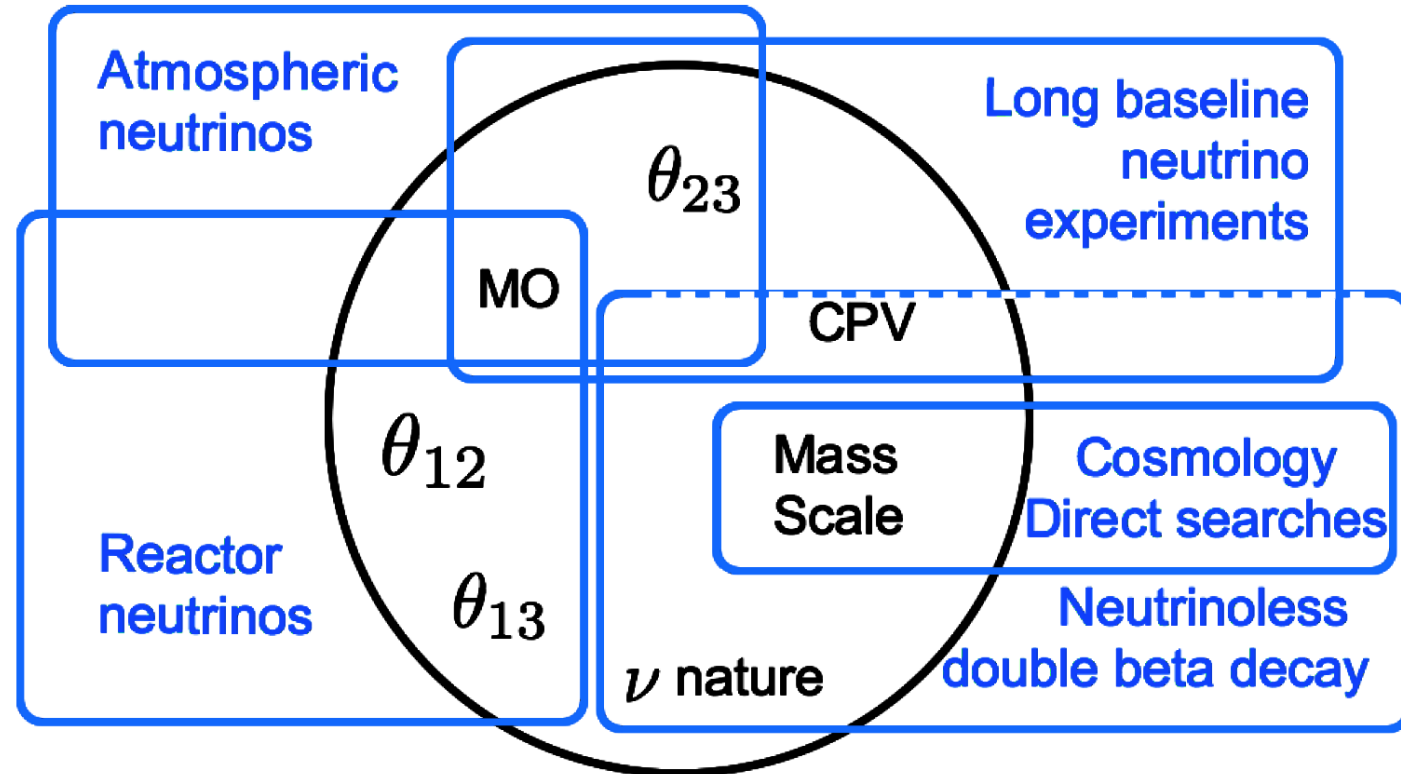 Atmospheric
neutrinos
Long baseline
neutrino
experiments
θ23
MO
CPV
θ12
Mass
Scale
Cosmology
Direct searches
Reactor
neutrinos
θ13
Neutrinoless
double beta decay
ν nature